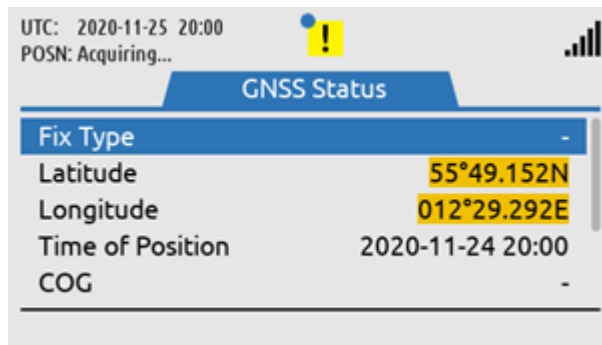 UTC: 2020-11-25 20:00
POSN: Acquiring...
!
GNSS Status
Fix Type -
Latitude 55°49.152N
Longitude 012°29.292E
Time of Position 2020-11-24 20:00
COG -